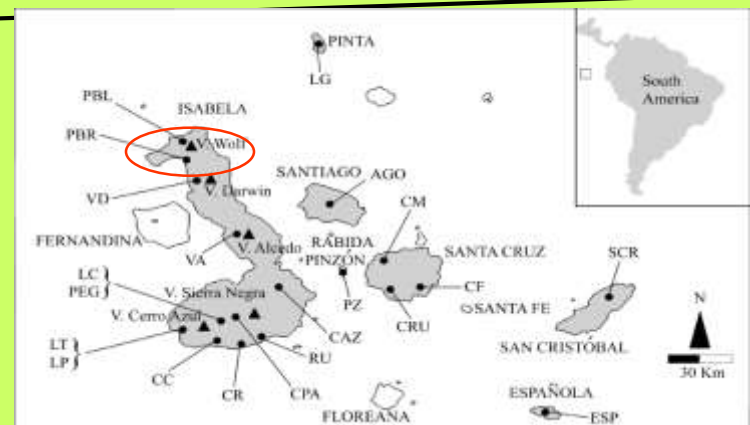 PINTA
LG
PBL
ISABELA
PBR
V. Wolf
South
America
SANTIAGO
AGO
V. Darwin
VD
CM
FERNANDINA
VA
V. Alcedo
RÁBIDA
PINZÓN
SANTA CRUZ
SCR
LC
PEG
V. Sierra Negra
PZ
CF
SANTA FE
N
V. Cerro Azul
CAZ
CRU
SAN CRISTÓBAL
LT
LP
RU
30 Km
CC
CR
CPA
FLOREANA
ESPAÑOLA
ESP